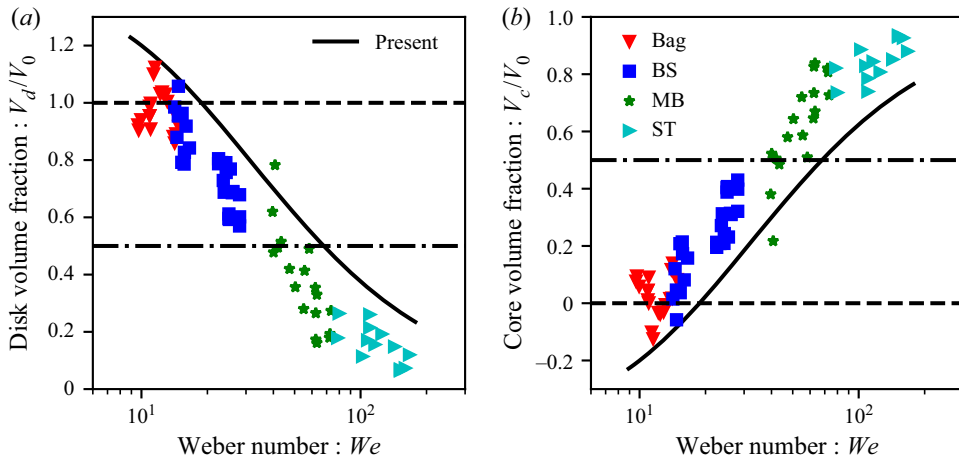 (a)
Present
1.2
1.0
0.8
0.6
0.4
0.2
0
Disk volume fraction : V_d/V_0
10^1
10^2
Weber number : We
(b)
Bag
BS
MB
ST
1.0
0.8
0.6
0.4
0.2
0
−0.2
Core volume fraction : V_c/V_0
10^1
10^2
Weber number : We